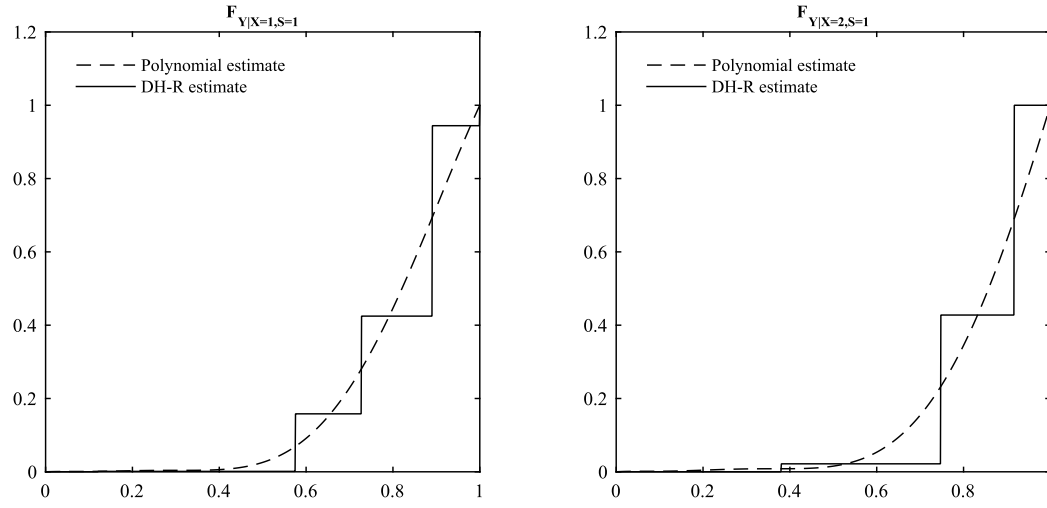 F_Y|X=1,S=1
1.2
Polynomial estimate
DH-R estimate
1
0.8
0.6
0.4
0.2
0
0 0.2 0.4 0.6 0.8 1
F_Y|X=2,S=1
1.2
Polynomial estimate
DH-R estimate
1
0.8
0.6
0.4
0.2
0
0 0.2 0.4 0.6 0.8